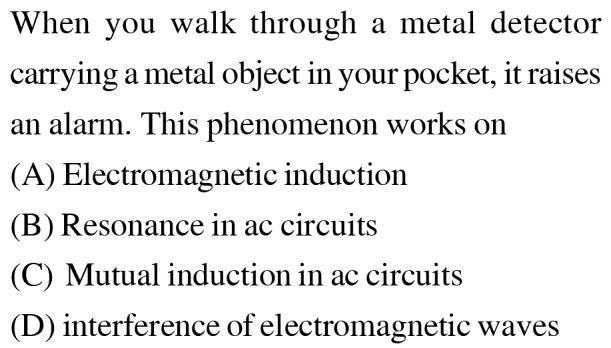 When you walk through a metal detector
carrying a metal object in your pocket, it raises
an alarm. This phenomenon works on
(A) Electromagnetic induction
(B) Resonance in ac circuits
(C) Mutual induction in ac circuits
(D) interference of electromagnetic waves